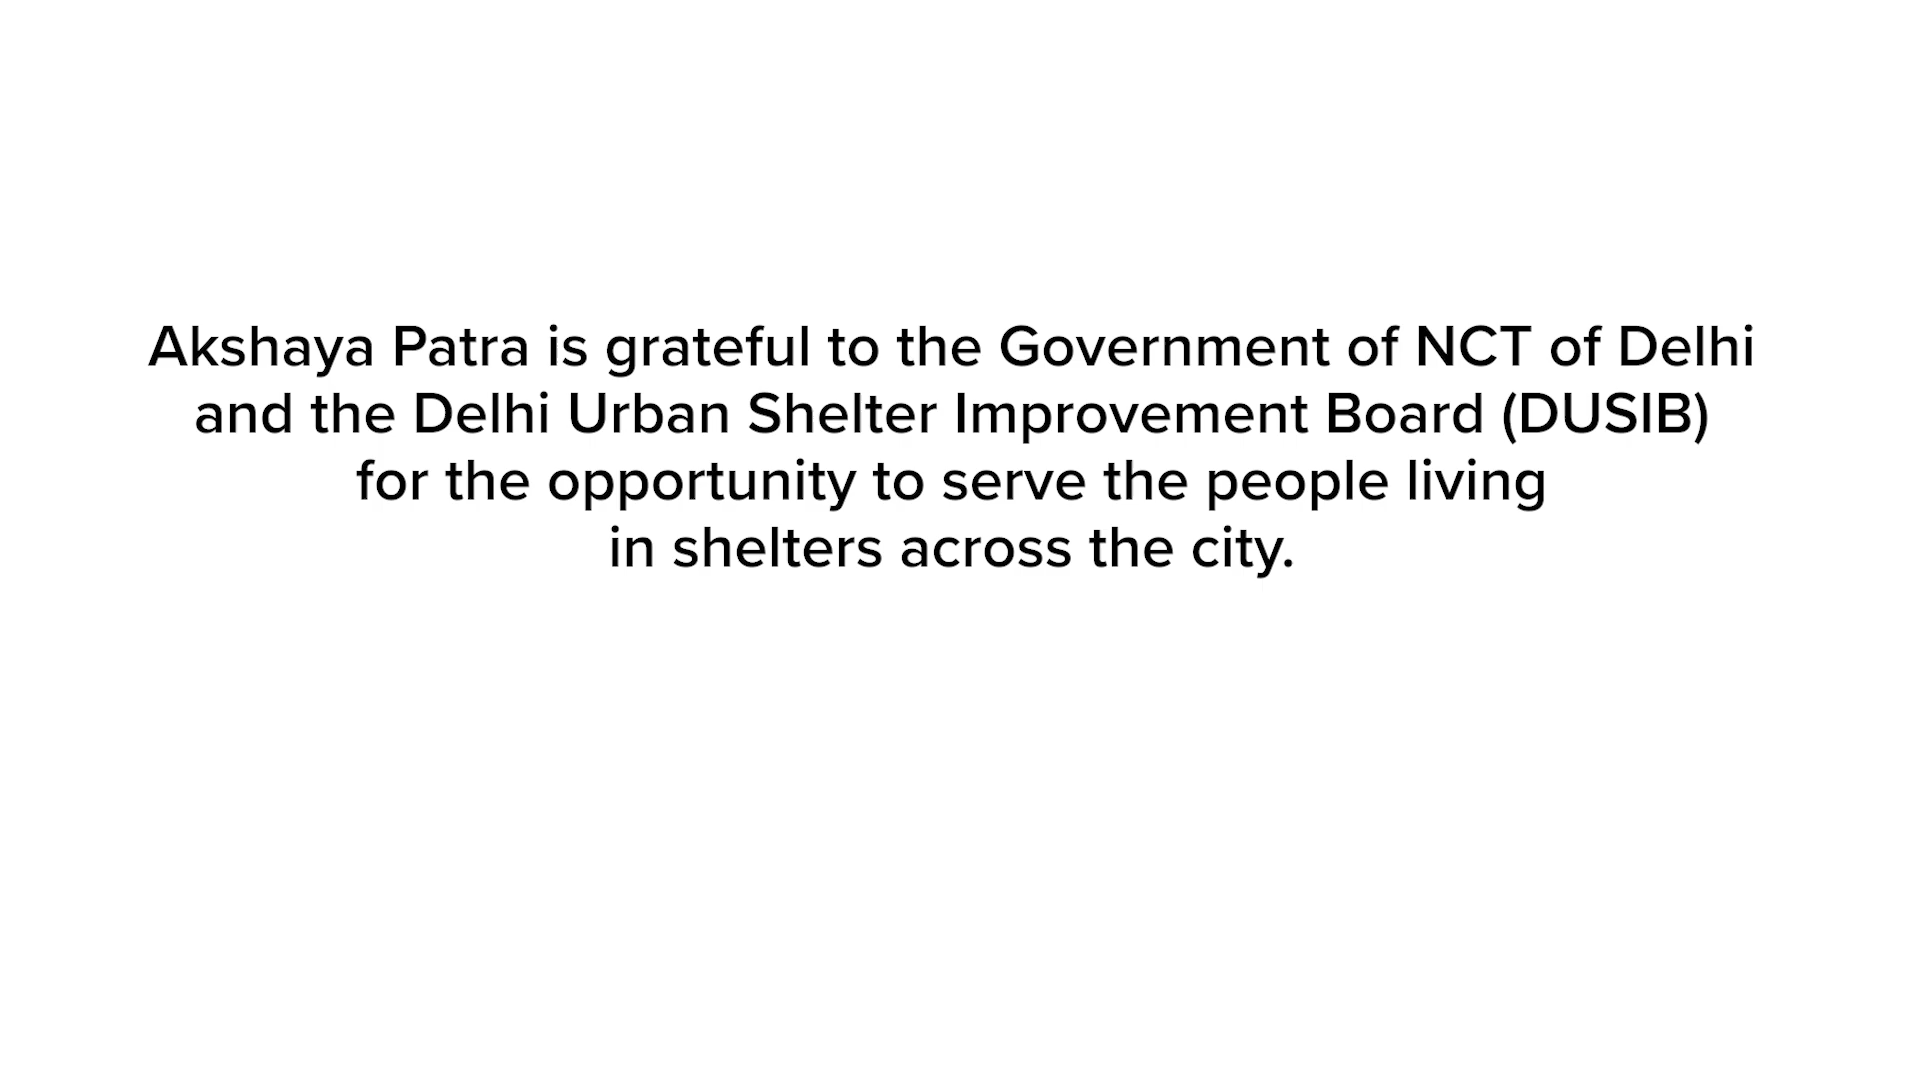 Akshaya Patra is grateful to the Government of NCT of Delhi
and the Delhi Urban Shelter Improvement Board (DUSIB)
for the opportunity to serve the people living
in shelters across the city.